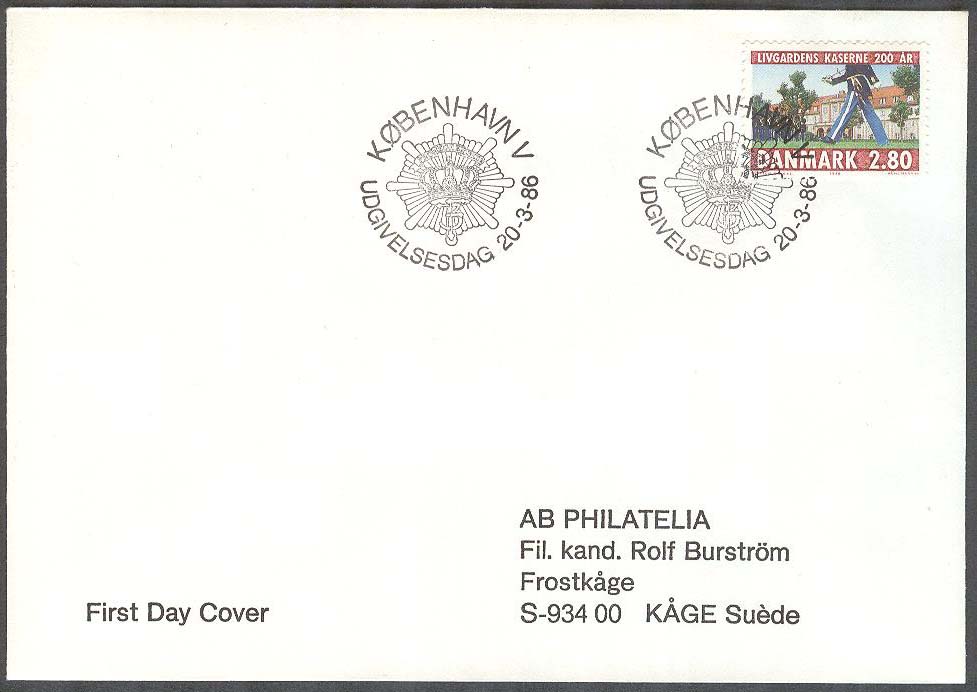 LIVGARDENS KASERNE 200 ÅR
DANMARK 2.80
KØBENHAVN V
UDGIVELSESDAG 20-3-86
KØBENHAVN V
UDGIVELSESDAG 20-3-86
AB PHILATELIA
Fil. kand. Rolf Burström
Frostkåge
S-934 00 KÅGE Suède
First Day Cover